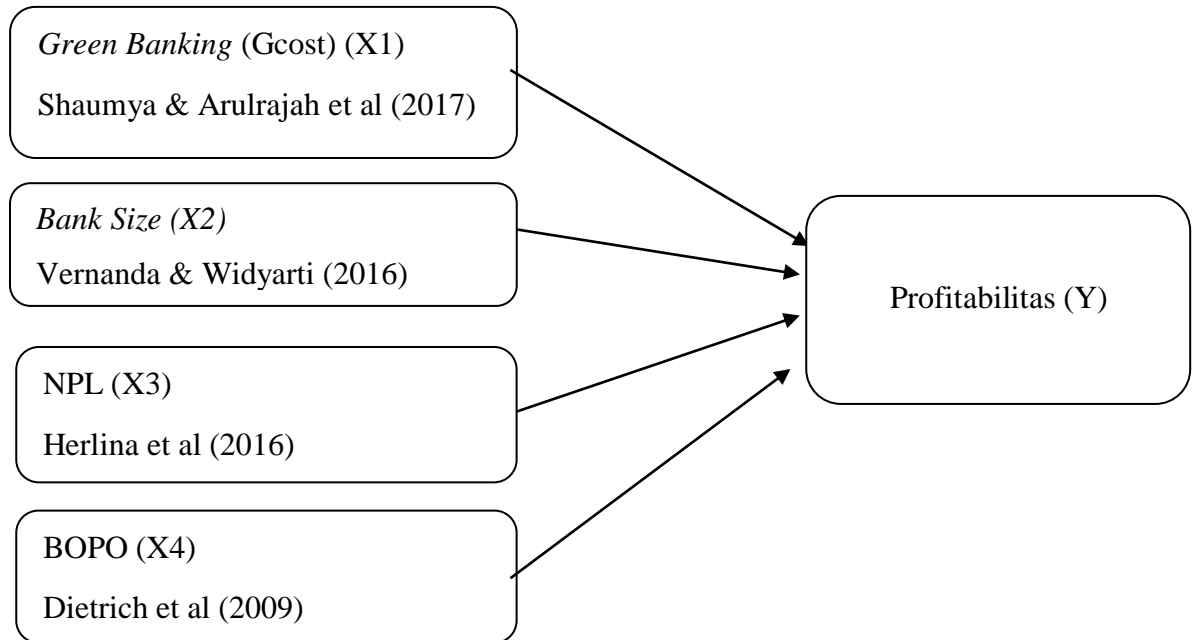 Green Banking (Gcost) (X1)
Shaumya & Arulrajah et al (2017)
Bank Size (X2)
Vernanda & Widyarti (2016)
Profitabilitas (Y)
NPL (X3)
Herlina et al (2016)
BOPO (X4)
Dietrich et al (2009)